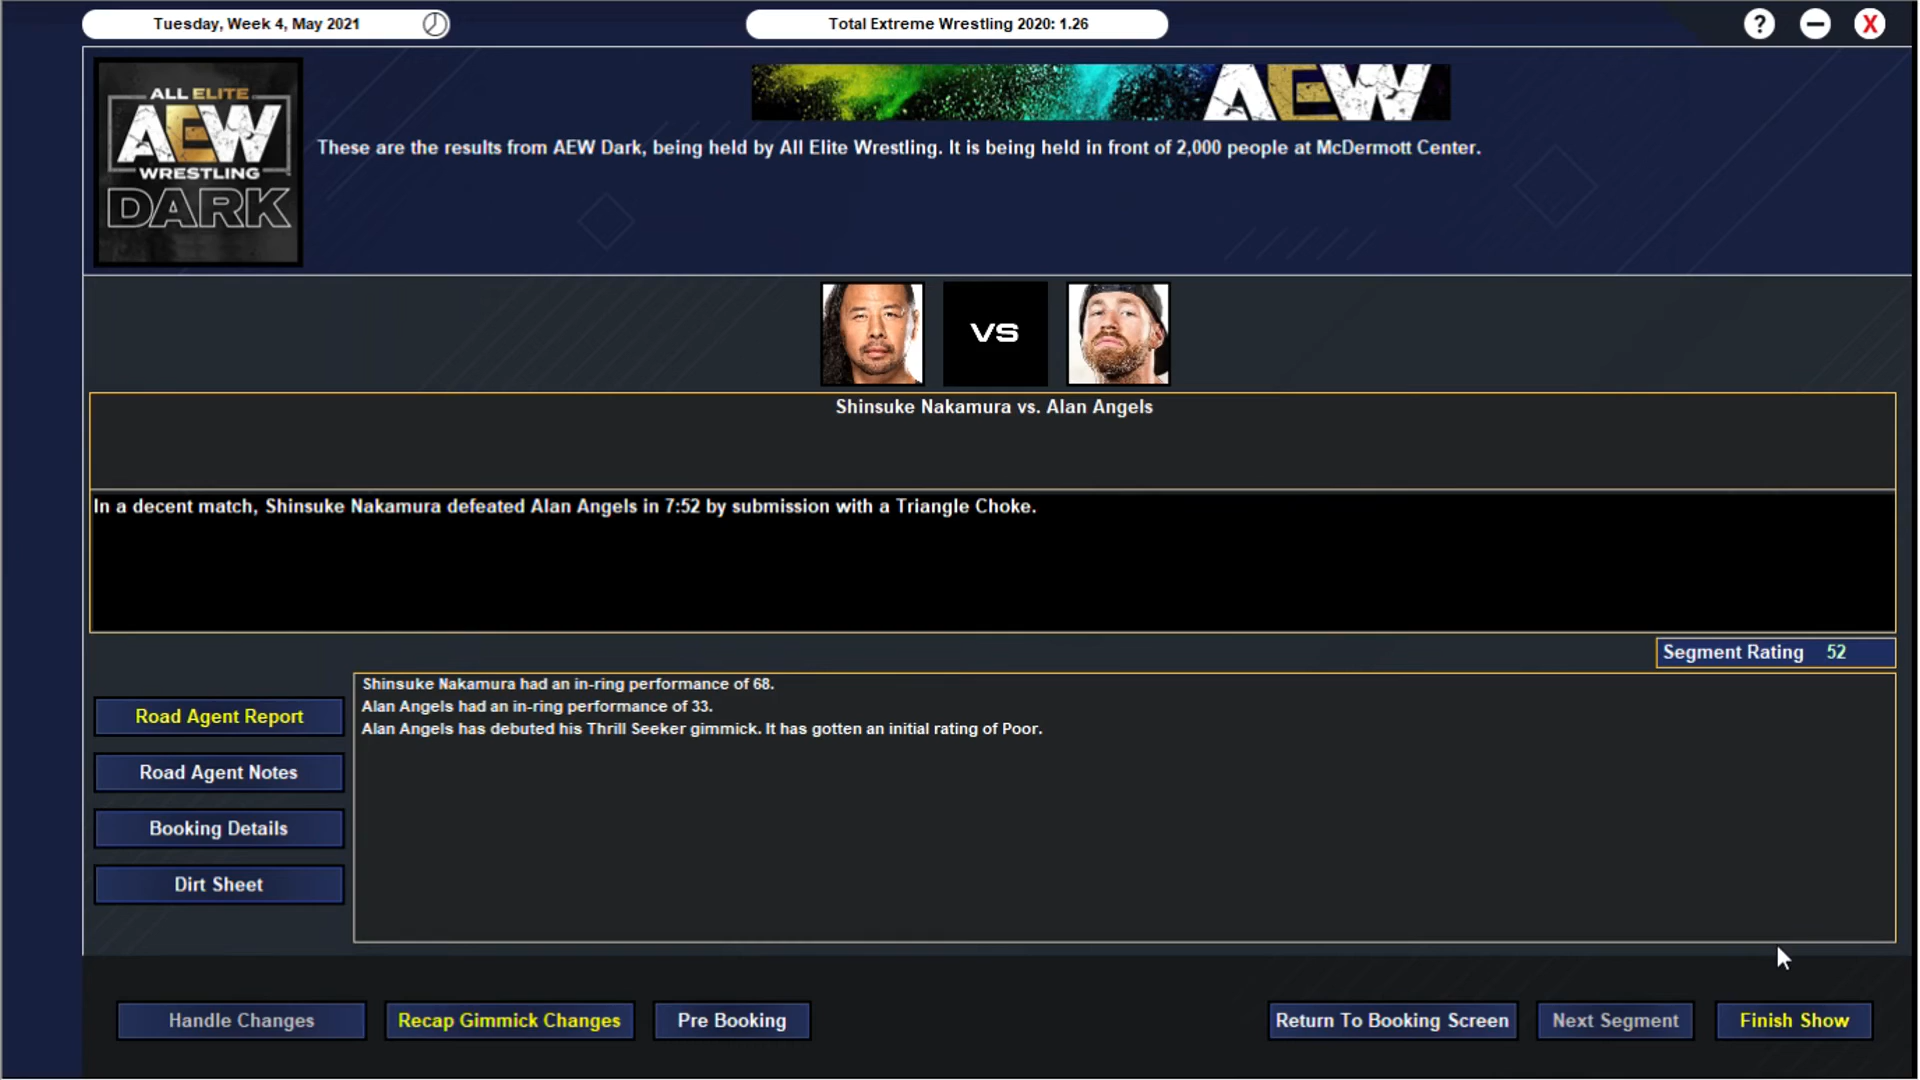 Tuesday, Week 4, May 2021
Total Extreme Wrestling 2020: 1.26
?
X
ALL ELITE
AEW
WRESTLING
DARK
AEW
These are the results from AEW Dark, being held by All Elite Wrestling. It is being held in front of 2,000 people at McDermott Center.
VS
Shinsuke Nakamura vs. Alan Angels
In a decent match, Shinsuke Nakamura defeated Alan Angels in 7:52 by submission with a Triangle Choke.
Segment Rating 52
Shinsuke Nakamura had an in-ring performance of 68.
Alan Angels had an in-ring performance of 33.
Alan Angels has debuted his Thrill Seeker gimmick. It has gotten an initial rating of Poor.
Road Agent Report
Road Agent Notes
Booking Details
Dirt Sheet
Handle Changes
Recap Gimmick Changes
Pre Booking
Return To Booking Screen
Next Segment
Finish Show